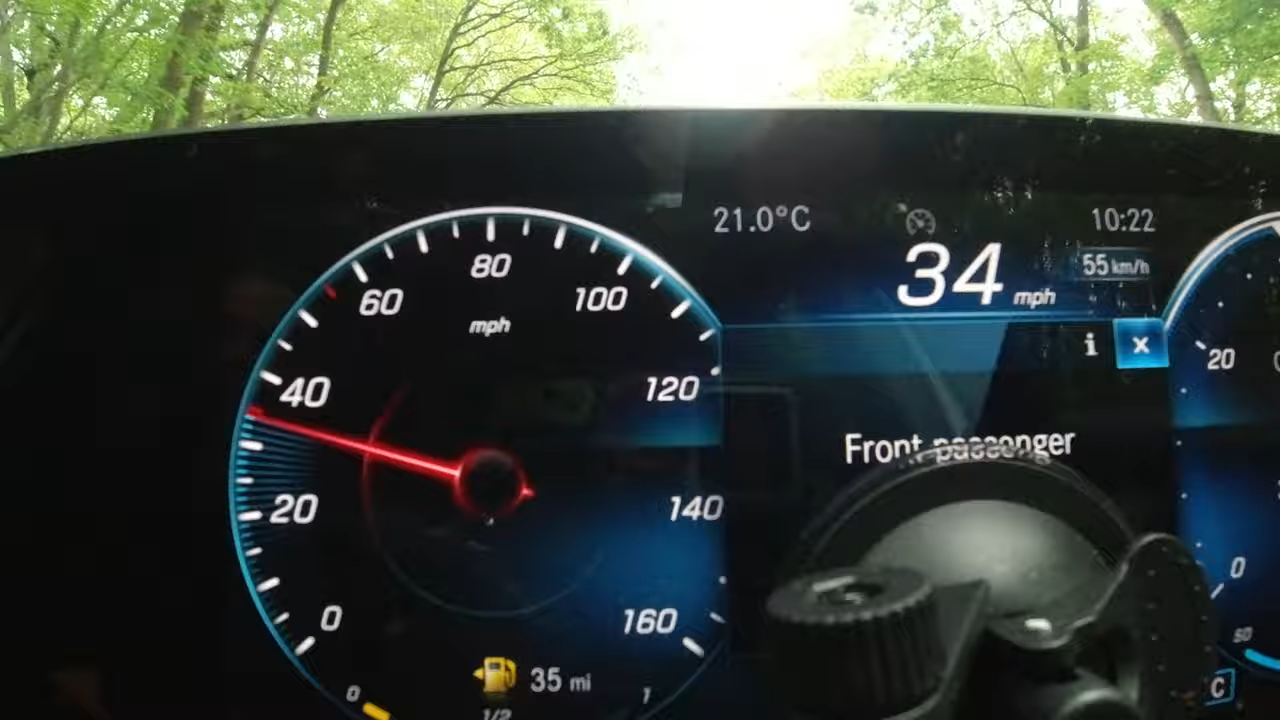 21.0°C
10:22
34 mph
55 km/h
i x
Front passenger
80
60
100
mph
40
120
20
140
0
160
35 mi
0
1/2
1
20
0
50
C